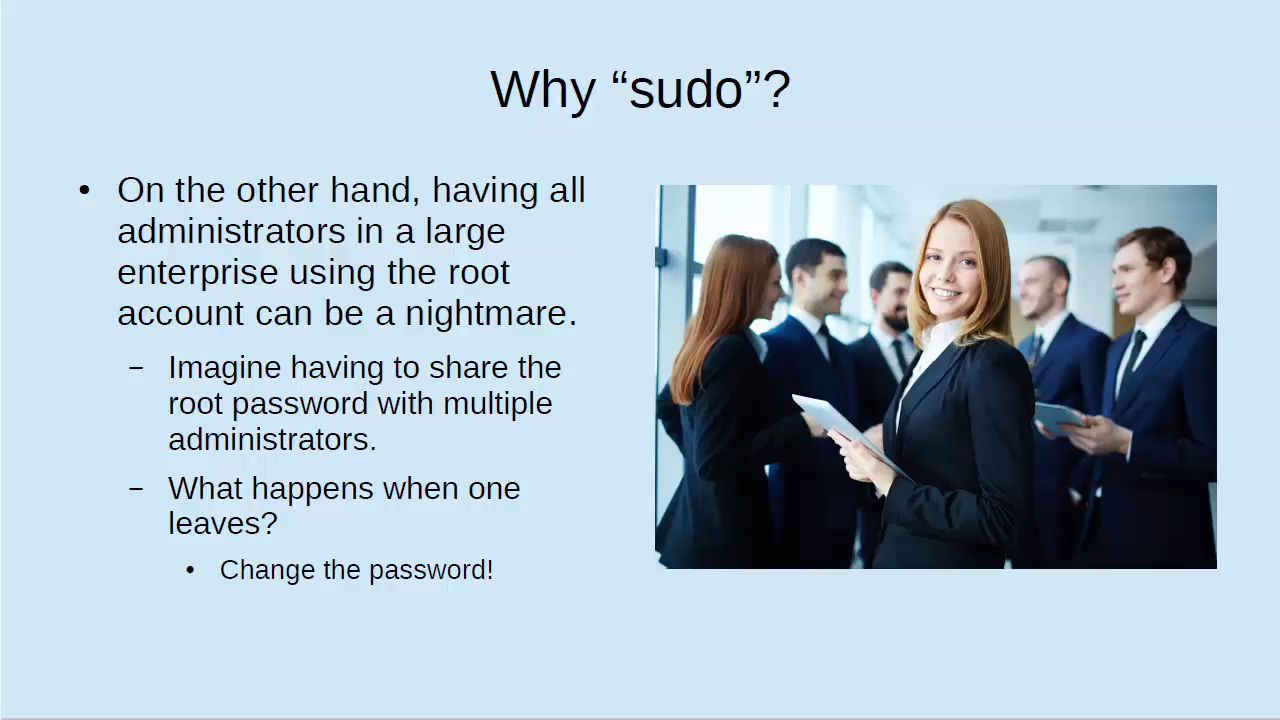 Why “sudo”?
• On the other hand, having all
administrators in a large
enterprise using the root
account can be a nightmare.
– Imagine having to share the
root password with multiple
administrators.
– What happens when one
leaves?
• Change the password!